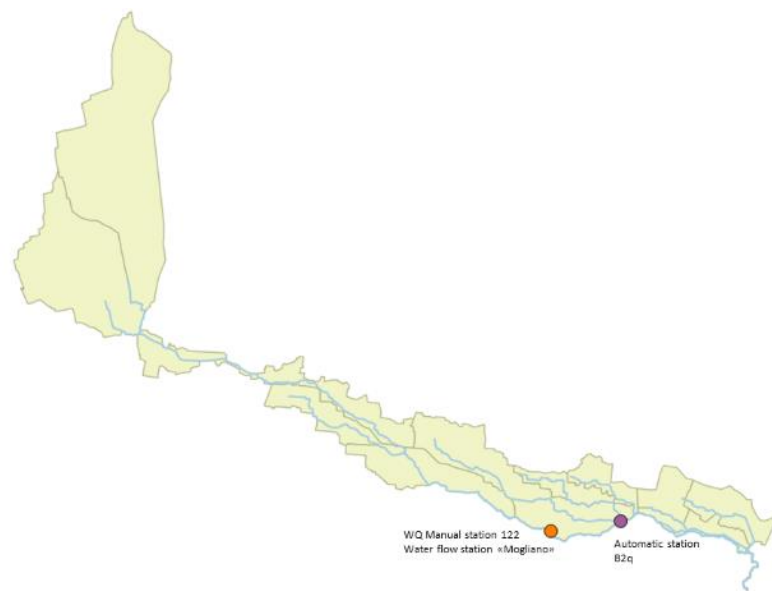 WQ Manual station 122
Water flow station «Mogliano»
Automatic station
B2q